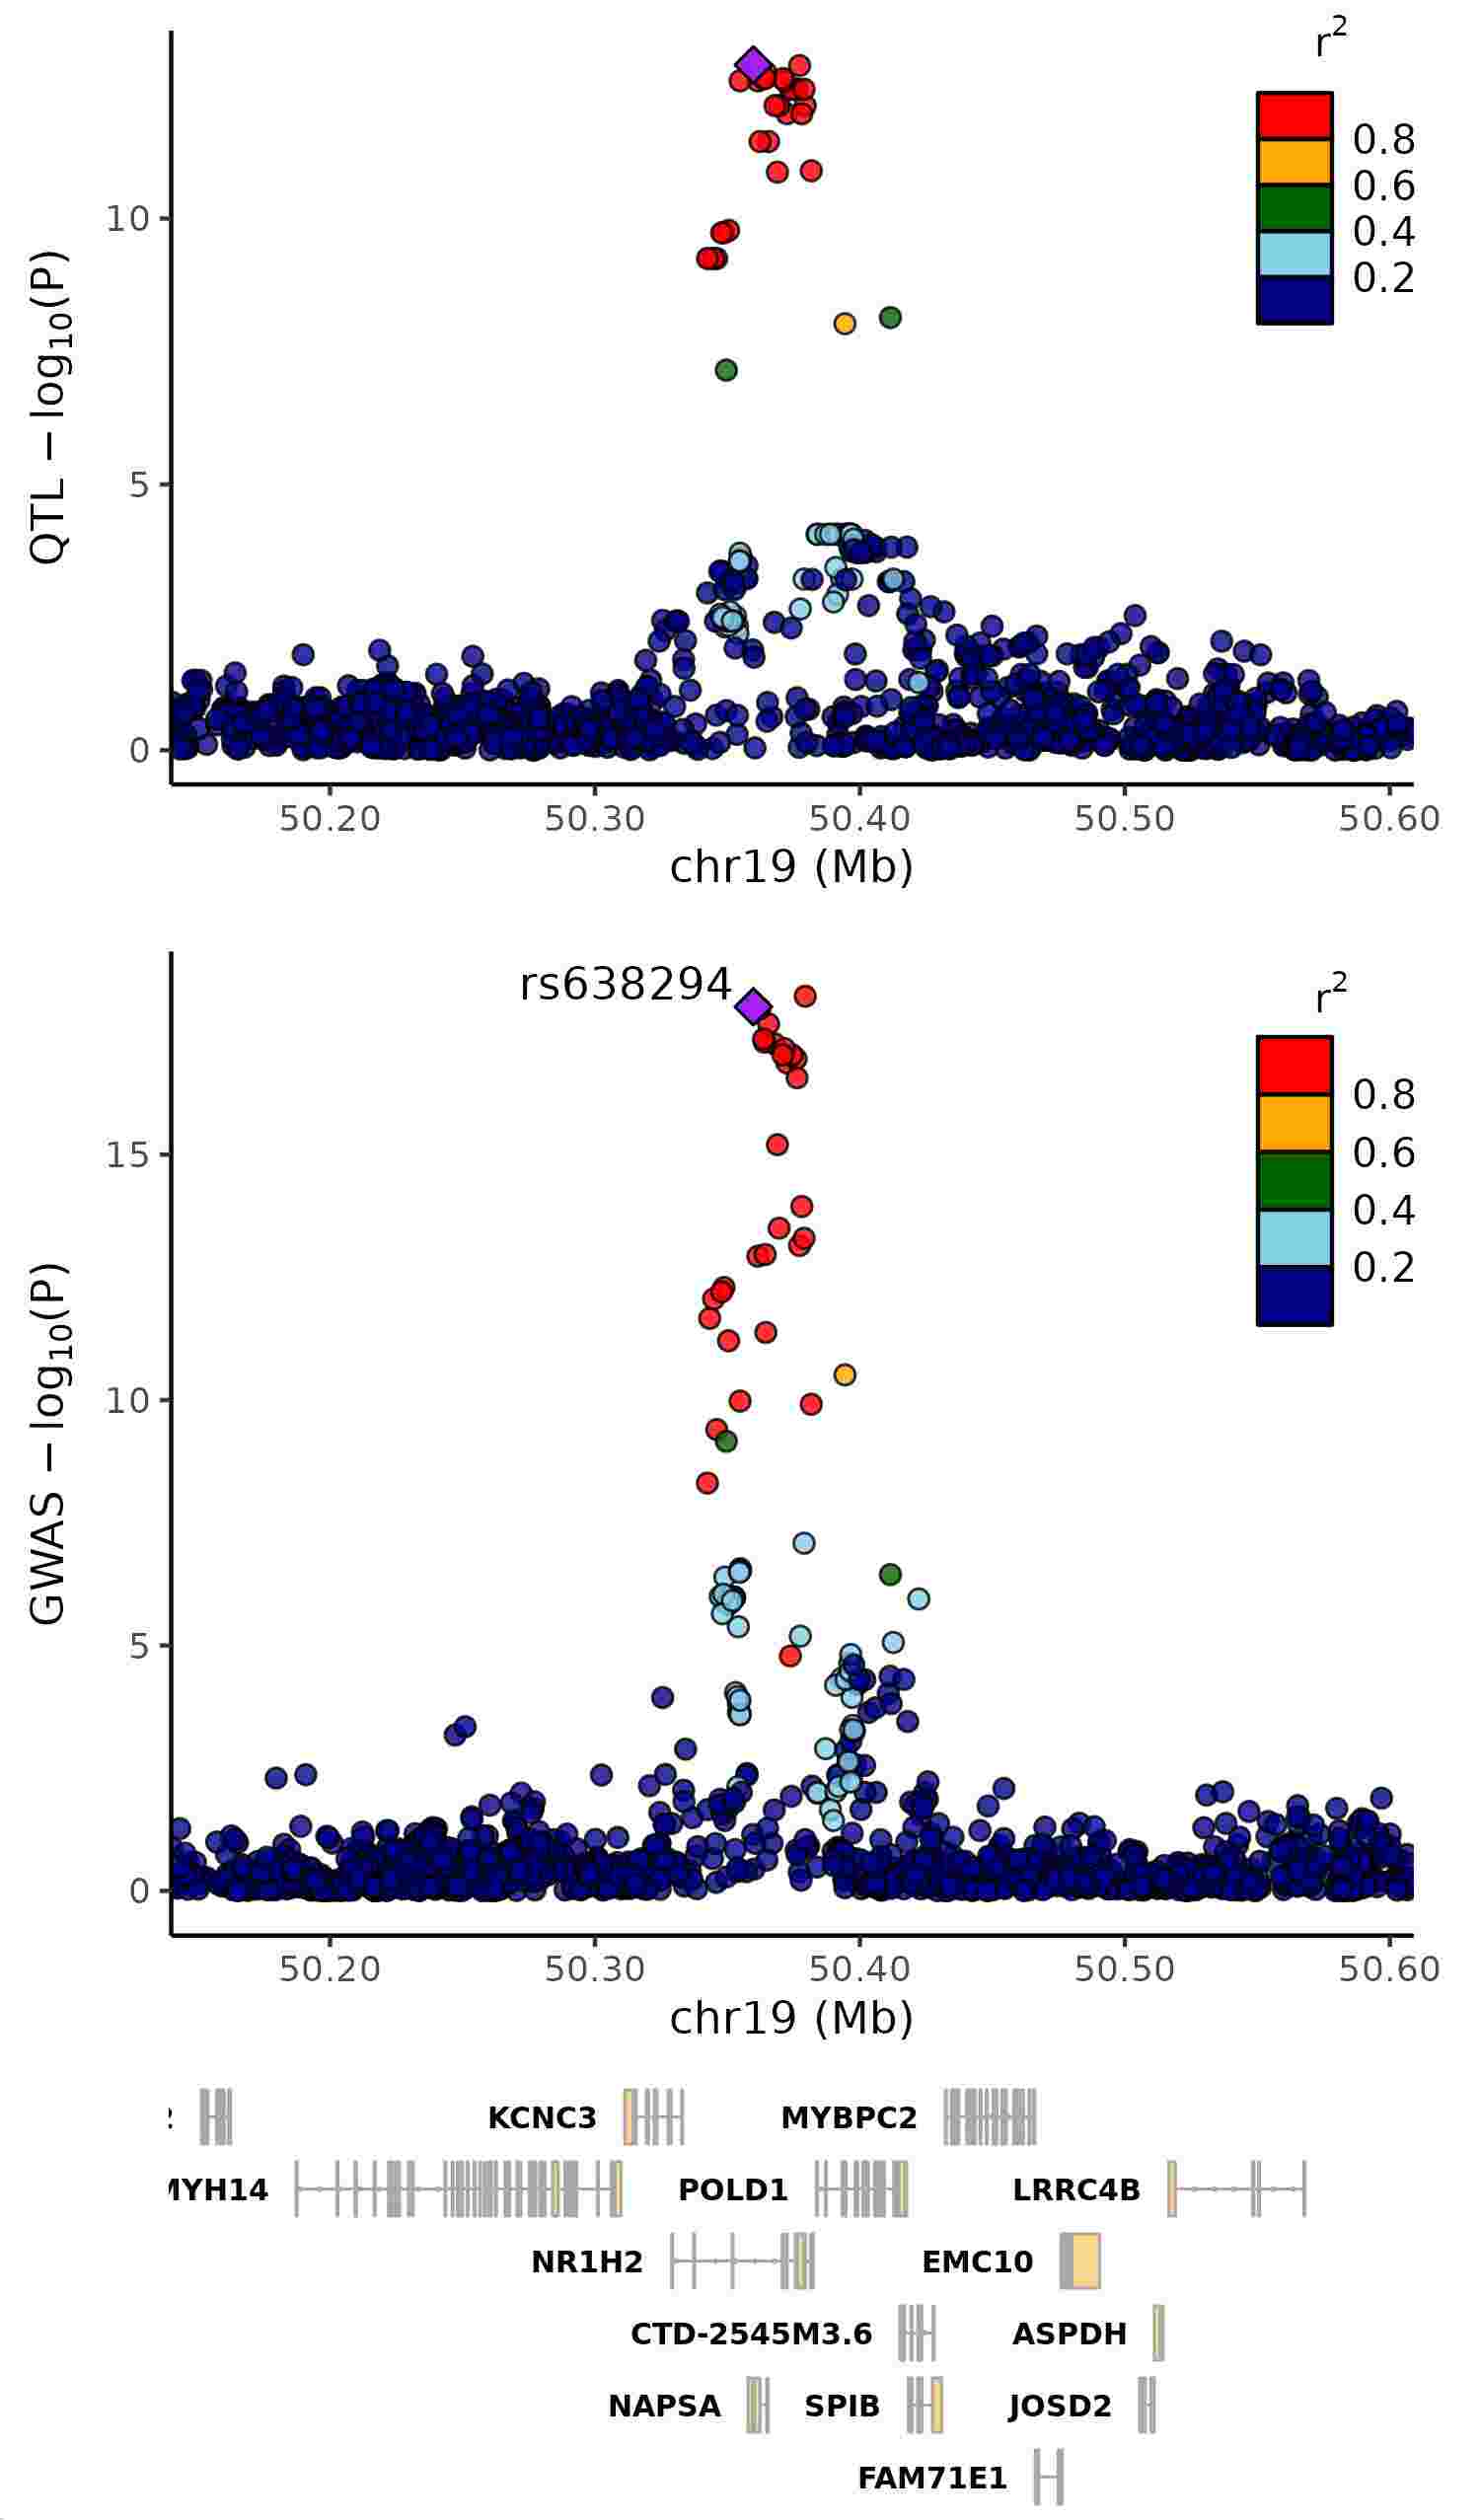 r²
0.8
0.6
0.4
0.2
10
5
0
QTL −log₁₀(P)
50.20 50.30 50.40 50.50 50.60
chr19 (Mb)
rs638294
r²
0.8
0.6
0.4
0.2
15
10
5
0
GWAS −log₁₀(P)
50.20 50.30 50.40 50.50 50.60
chr19 (Mb)
KCNC3 MYBPC2
MYH14 POLD1 LRRC4B
NR1H2 EMC10
CTD-2545M3.6 ASPDH
NAPSA SPIB JOSD2
FAM71E1